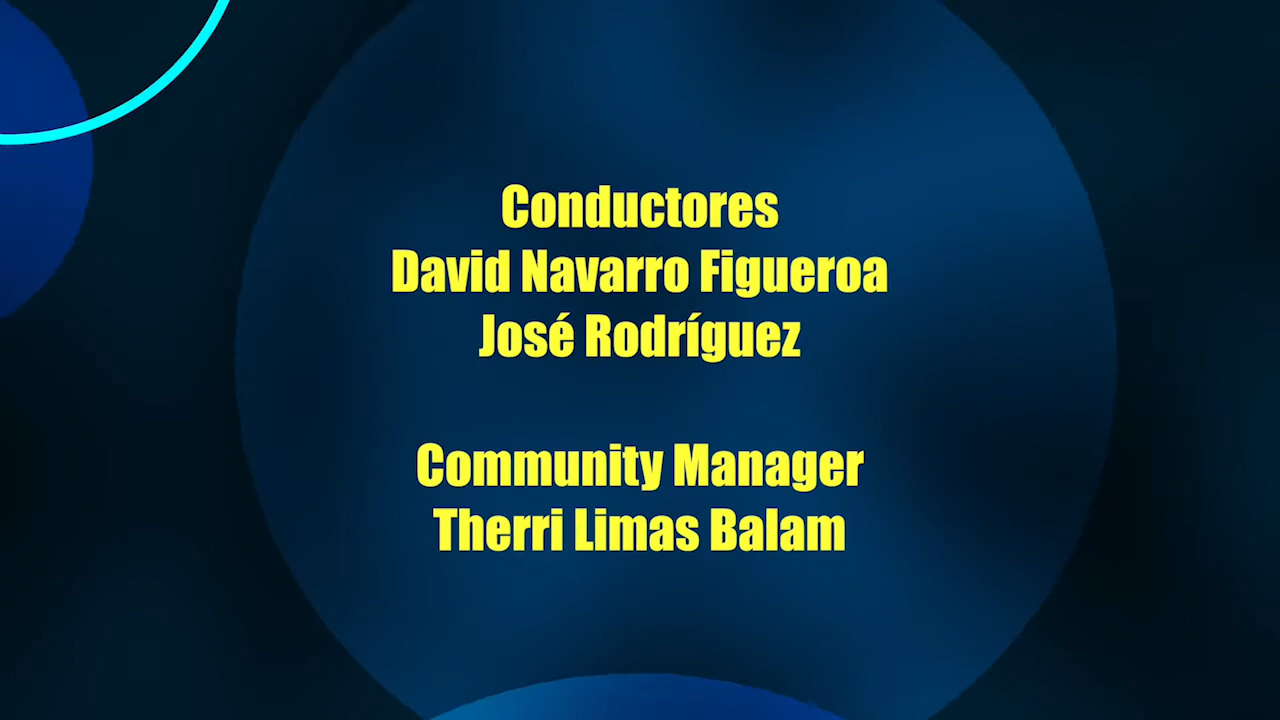 Conductores
David Navarro Figueroa
José Rodríguez
Community Manager
Therri Limas Balam